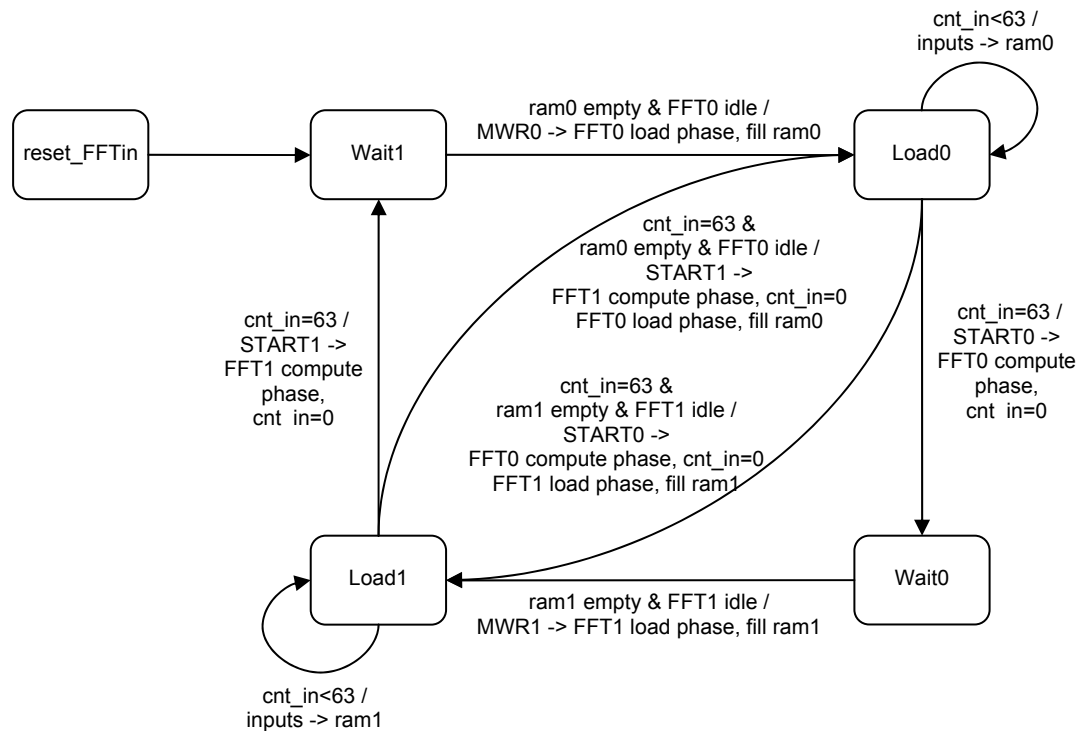 cnt_in<63 /
inputs -> ram0
reset_FFTin
Wait1
ram0 empty & FFT0 idle /
MWR0 -> FFT0 load phase, fill ram0
Load0
cnt_in=63 &
ram0 empty & FFT0 idle /
START1 ->
FFT1 compute phase, cnt_in=0
FFT0 load phase, fill ram0
cnt_in=63 /
START1 ->
FFT1 compute
phase,
cnt in=0
cnt_in=63 /
START0 ->
FFT0 compute
phase,
cnt in=0
cnt_in=63 &
ram1 empty & FFT1 idle /
START0 ->
FFT0 compute phase, cnt_in=0
FFT1 load phase, fill ram1
Load1
Wait0
ram1 empty & FFT1 idle /
MWR1 -> FFT1 load phase, fill ram1
cnt_in<63 /
inputs -> ram1